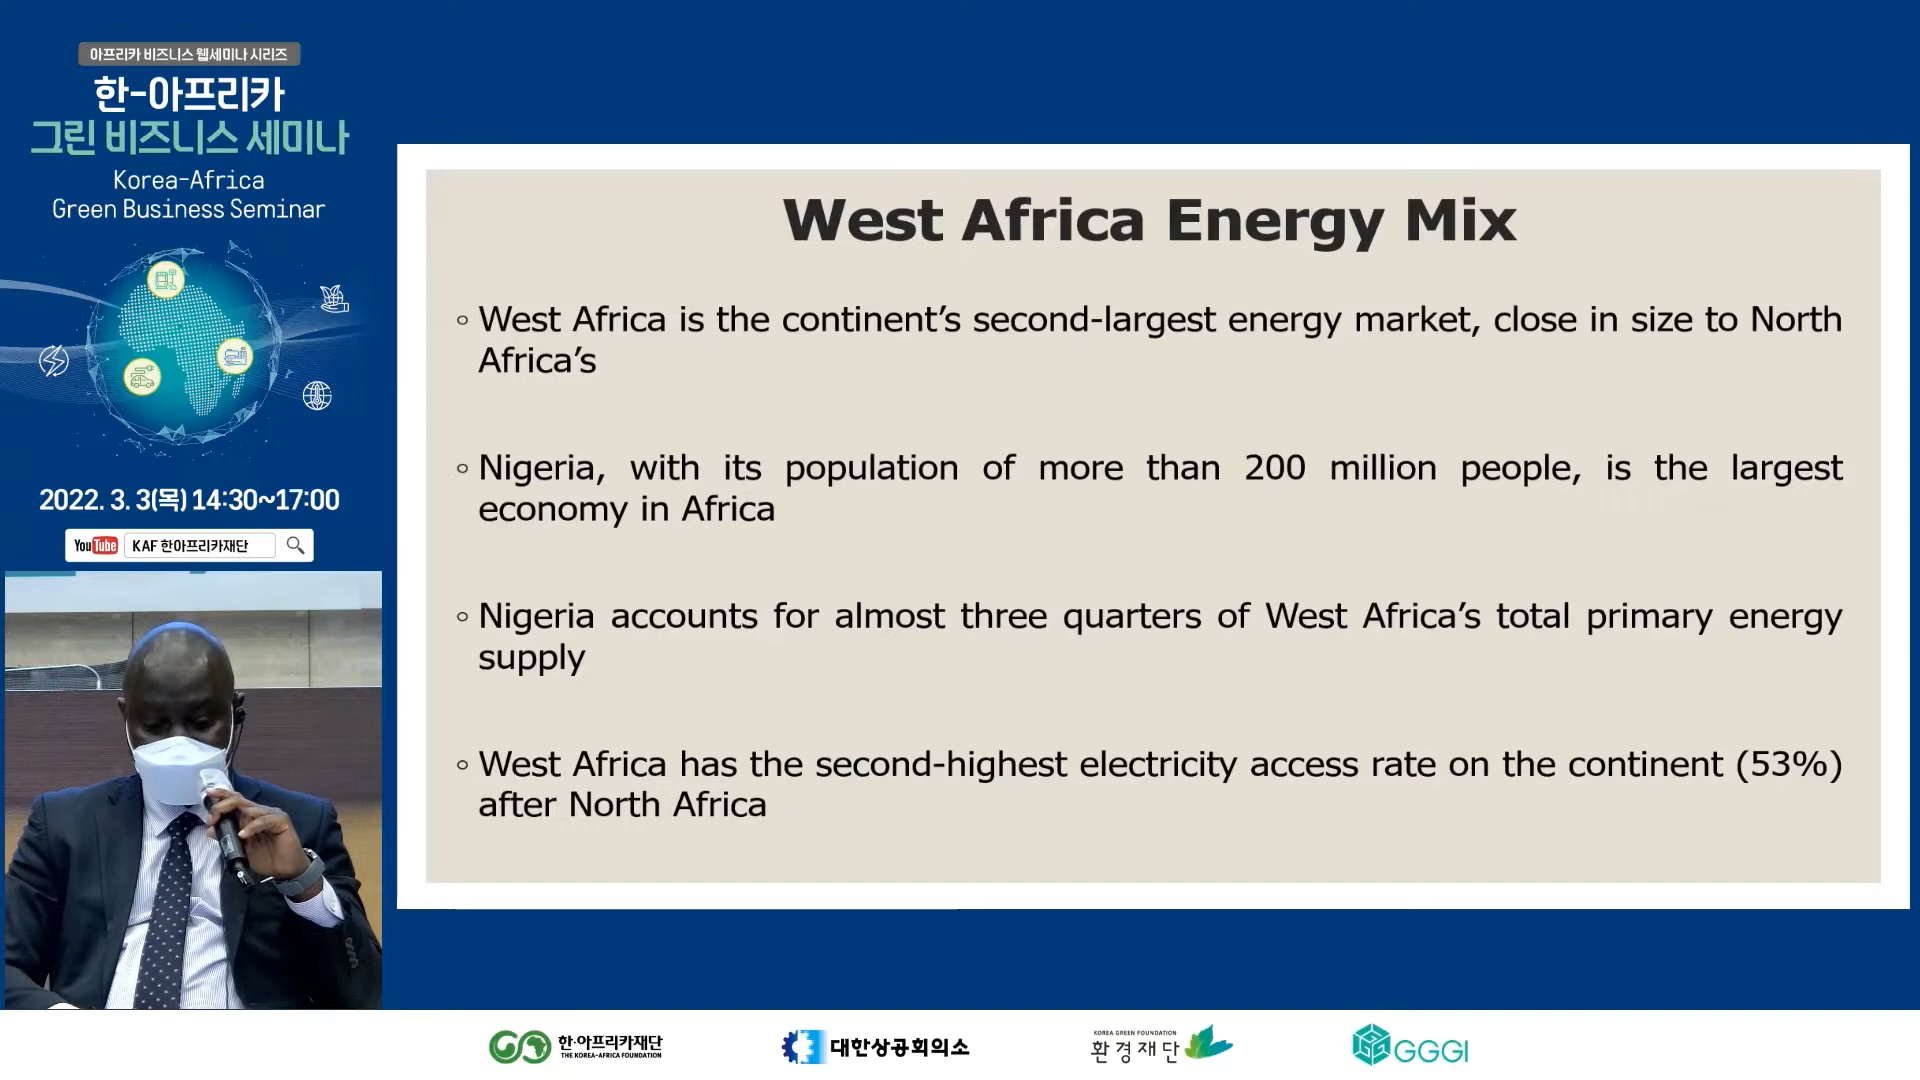 아프리카 비즈니스 웹세미나 시리즈
한-아프리카
그린 비즈니스 세미나
Korea-Africa
Green Business Seminar
2022. 3. 3(목) 14:30~17:00
YouTube KAF 한아프리카재단
West Africa Energy Mix
◦ West Africa is the continent’s second-largest energy market, close in size to North
Africa’s
◦ Nigeria, with its population of more than 200 million people, is the largest
economy in Africa
◦ Nigeria accounts for almost three quarters of West Africa’s total primary energy
supply
◦ West Africa has the second-highest electricity access rate on the continent (53%)
after North Africa
한·아프리카재단
THE KOREA-AFRICA FOUNDATION
대한상공회의소
KOREA GREEN FOUNDATION
환경재단
GGGI